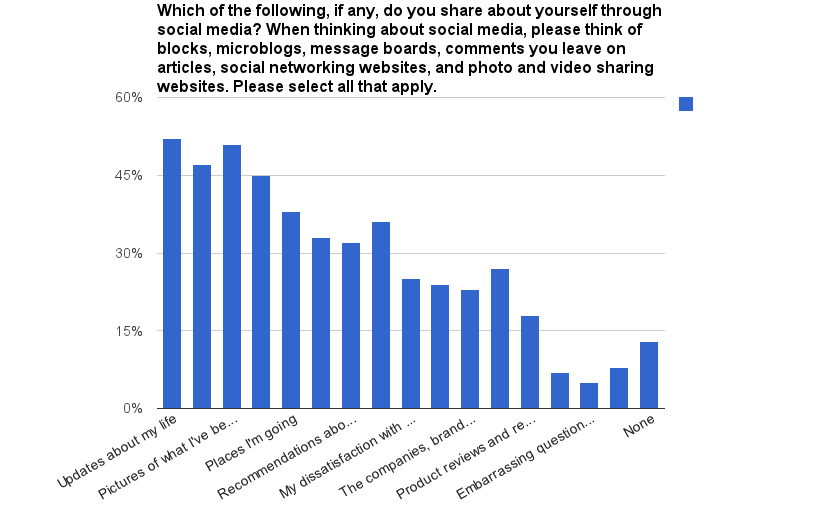 Which of the following, if any, do you share about yourself through
social media? When thinking about social media, please think of
blocks, microblogs, message boards, comments you leave on
articles, social networking websites, and photo and video sharing
websites. Please select all that apply.
60%
45%
30%
15%
0%
Updates about my life
Pictures of what I've be...
Places I'm going
Recommendations abo...
My dissatisfaction with ...
The companies, brand...
Product reviews and re...
Embarrassing question...
None